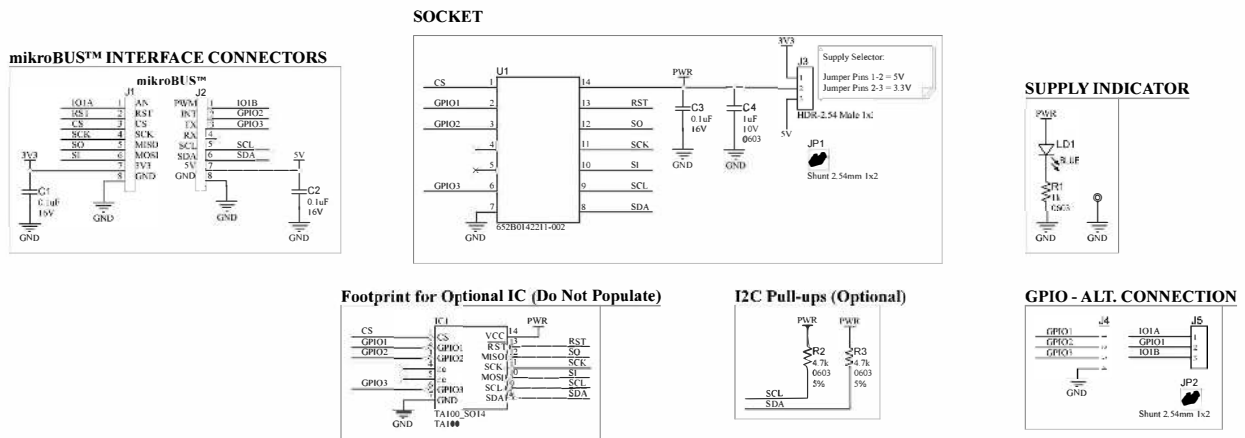 SOCKET
mikroBUS™ INTERFACE CONNECTORS
mikroBUS™
J1
J2
IO1A 1 AN
RST 2 RST
CS 3 CS
SCK 4 SCK
SO 5 MISO
SI 6 MOSI
3V3 7 3V3
8 GND
PWM 1 IO1B
INT 2 GPIO2
TX 3 GPIO3
RX 4
SCL 5 SCL
SDA 6 SDA
5V 7 5V
GND 8
C1
0.1uF
16V
GND
GND
GND
C2
0.1uF
16V
GND
U1
CS 1
GPIO1 2
GPIO2 3
4
5
GPIO3 6
7
GND
14
13 RST
12 SO
11 SCK
10 SI
9 SCL
8 SDA
652B0142211-002
PWR
C3
0.1uF
16V
GND
C4
1uF
10V
0603
GND
3V3
J3
1
2
3
5V
HDR-2.54 Male 1x3
Supply Selector:
Jumper Pins 1-2 = 5V
Jumper Pins 2-3 = 3.3V
JP1
Shunt 2.54mm 1x2
SUPPLY INDICATOR
PWR
LD1
BLUE
R1
1k
0603
GND
GND
Footprint for Optional IC (Do Not Populate)
IC1
PWR
CS CS
GPIO1 GPIO1
GPIO2 GPIO2
nc
nc
GPIO3 GPIO3
GND
GND
VCC 14
RST RST
MISO SO
SCK SCK
MOSI SI
SCL SCL
SDA SDA
TA100_SO14
TA100
I2C Pull-ups (Optional)
PWR
PWR
R2
4.7k
0603
5%
R3
4.7k
0603
5%
SCL
SDA
GPIO - ALT. CONNECTION
J4
GPIO1
GPIO2
GPIO3
GND
J5
IO1A 1
GPIO1 2
IO1B 3
JP2
Shunt 2.54mm 1x2